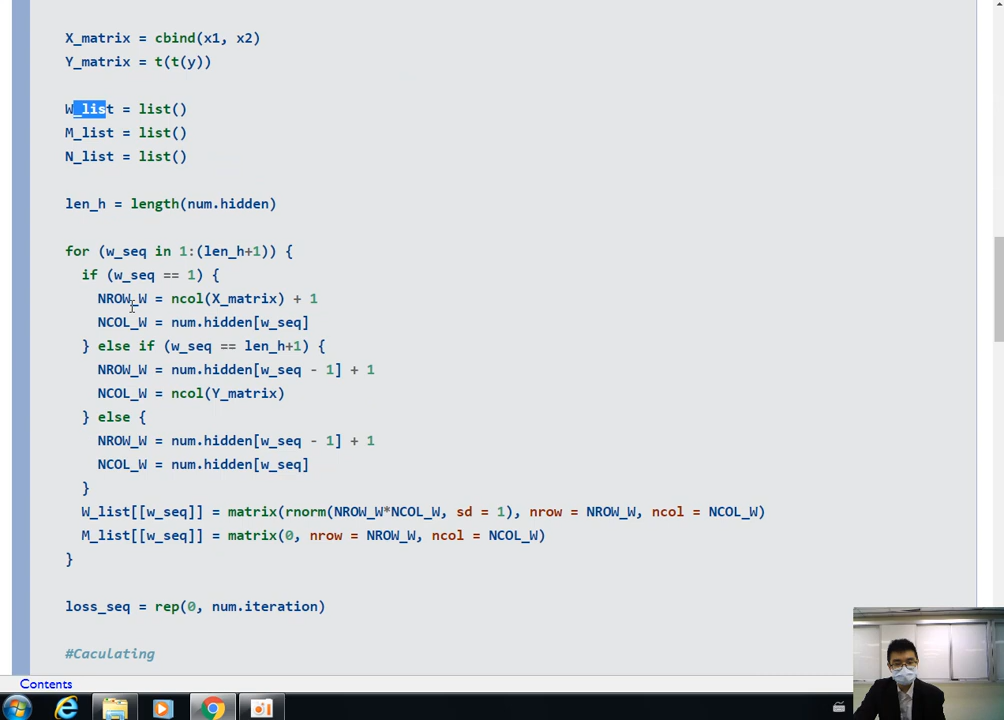 X_matrix = cbind(x1, x2)
Y_matrix = t(t(y))
W_list = list()
M_list = list()
N_list = list()
len_h = length(num.hidden)
for (w_seq in 1:(len_h+1)) {
if (w_seq == 1) {
NROW_W = ncol(X_matrix) + 1
NCOL_W = num.hidden[w_seq]
} else if (w_seq == len_h+1) {
NROW_W = num.hidden[w_seq - 1] + 1
NCOL_W = ncol(Y_matrix)
} else {
NROW_W = num.hidden[w_seq - 1] + 1
NCOL_W = num.hidden[w_seq]
}
W_list[[w_seq]] = matrix(rnorm(NROW_W*NCOL_W, sd = 1), nrow = NROW_W, ncol = NCOL_W)
M_list[[w_seq]] = matrix(0, nrow = NROW_W, ncol = NCOL_W)
}
loss_seq = rep(0, num.iteration)
#Caculating
Contents